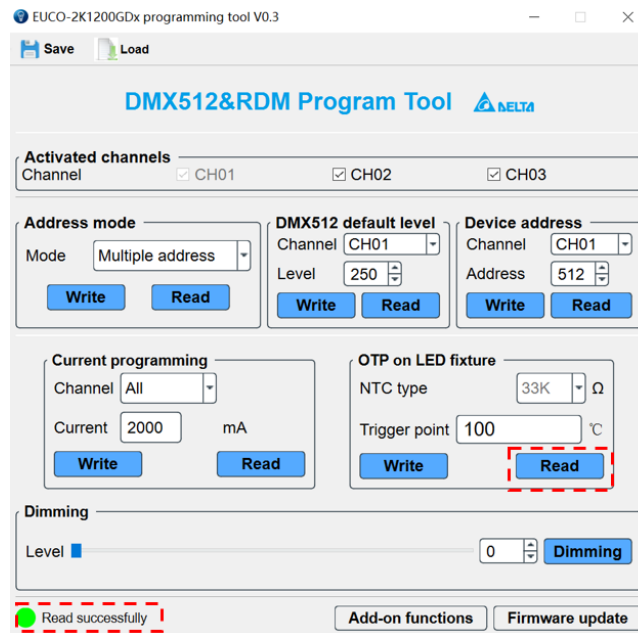 EUCO-2K1200GDx programming tool V0.3
Save Load
DMX512&RDM Program Tool DELTA
Activated channels
Channel CH01 CH02 CH03
Address mode
Mode Multiple address
Write Read
DMX512 default level
Channel CH01
Level 250
Write Read
Device address
Channel CH01
Address 512
Write Read
Current programming
Channel All
Current 2000 mA
Write Read
OTP on LED fixture
NTC type 33K Ω
Trigger point 100 ℃
Write Read
Dimming
Level 0 Dimming
Read successfully Add-on functions Firmware update